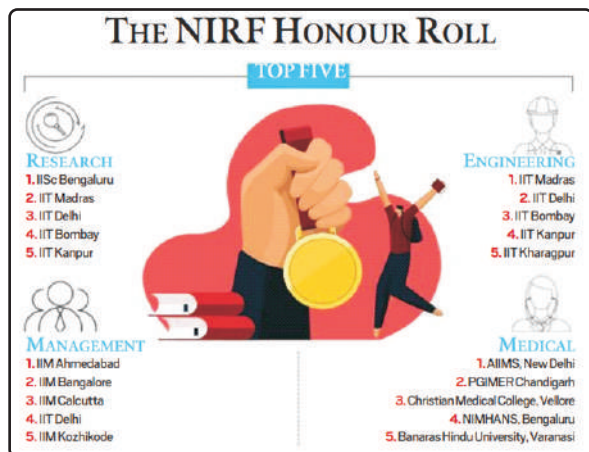 THE NIRF HONOUR ROLL
TOP FIVE
RESEARCH
1. IISc Bengaluru
2. IIT Madras
3. IIT Delhi
4. IIT Bombay
5. IIT Kanpur
ENGINEERING
1. IIT Madras
2. IIT Delhi
3. IIT Bombay
4. IIT Kanpur
5. IIT Kharagpur
MANAGEMENT
1. IIM Ahmedabad
2. IIM Bangalore
3. IIM Calcutta
4. IIT Delhi
5. IIM Kozhikode
MEDICAL
1. AIIMS, New Delhi
2. PGIMER Chandigarh
3. Christian Medical College, Vellore
4. NIMHANS, Bengaluru
5. Banaras Hindu University, Varanasi